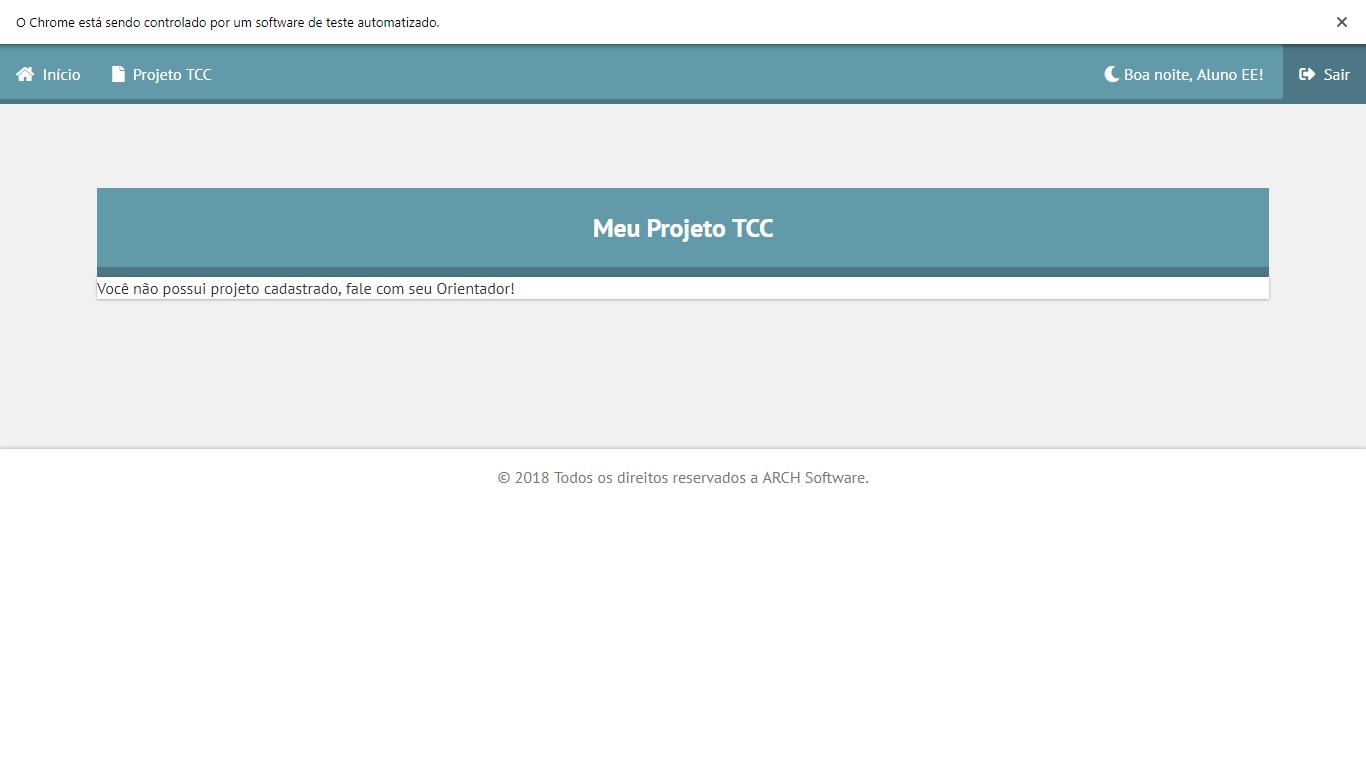 O Chrome está sendo controlado por um software de teste automatizado.
Início Projeto TCC Boa noite, Aluno EE! Sair
Meu Projeto TCC
Você não possui projeto cadastrado, fale com seu Orientador!
© 2018 Todos os direitos reservados a ARCH Software.